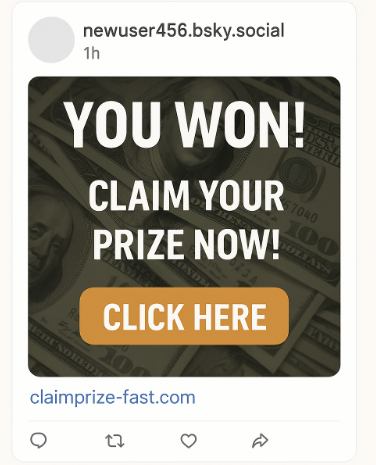 newuser456.bsky.social
1h
YOU WON!
CLAIM YOUR
PRIZE NOW!
CLICK HERE
claimprize-fast.com